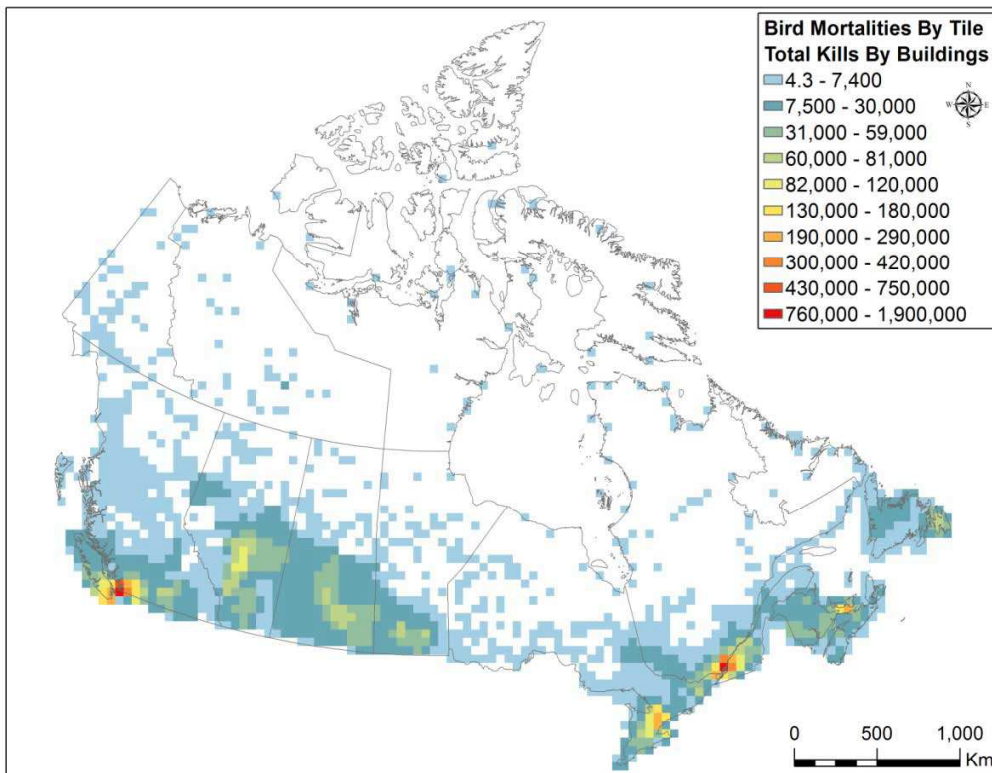 Bird Mortalities By Tile
Total Kills By Buildings
4.3 - 7,400
7,500 - 30,000
31,000 - 59,000
60,000 - 81,000
82,000 - 120,000
130,000 - 180,000
190,000 - 290,000
300,000 - 420,000
430,000 - 750,000
760,000 - 1,900,000
N
W E
S
0 500 1,000
Km